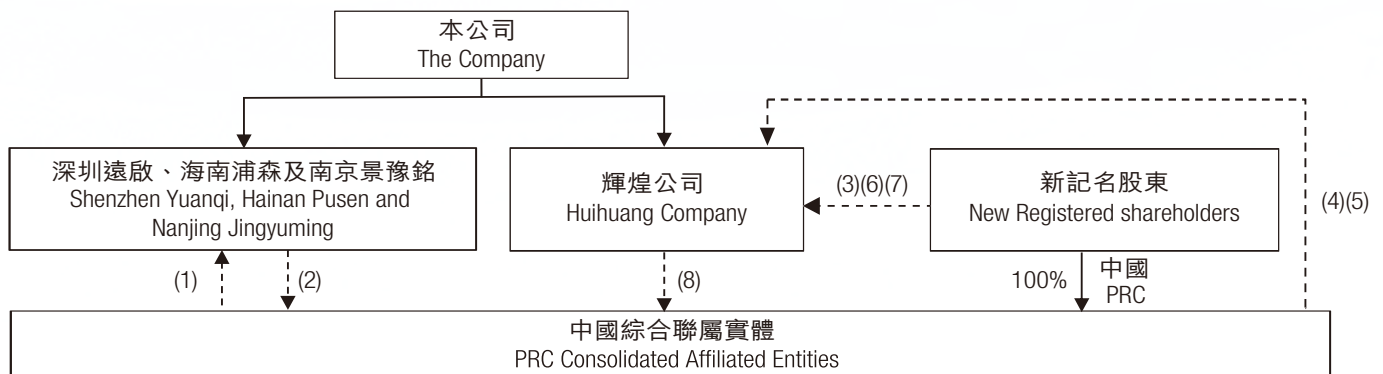 本公司
The Company
深圳遠啟、海南浦森及南京景豫銘
Shenzhen Yuanqi, Hainan Pusen and
Nanjing Jingyuming
輝煌公司
Huihuang Company
(3)(6)(7)
新記名股東
New Registered shareholders
(4)(5)
(1)
(2)
(8)
100%
中國
PRC
中國綜合聯屬實體
PRC Consolidated Affiliated Entities